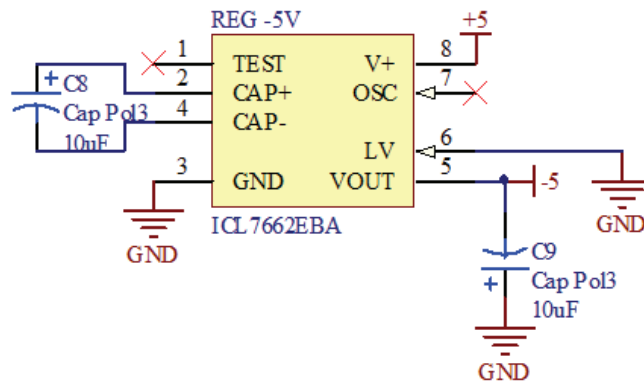 REG -5V
+5
1
TEST
V+
8
C8
2
CAP+
OSC
7
Cap Pol3
4
CAP-
10uF
LV
6
3
GND
VOUT
5
-5
ICL7662EBA
GND
GND
C9
Cap Pol3
10uF
GND